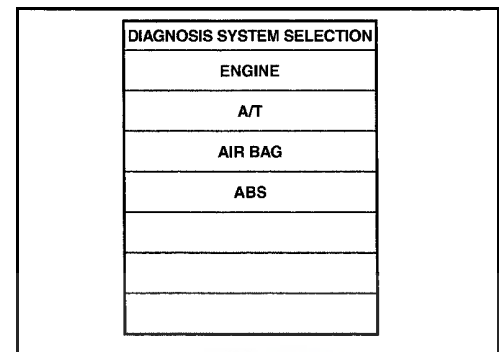 DIAGNOSIS SYSTEM SELECTION
ENGINE
A/T
AIR BAG
ABS